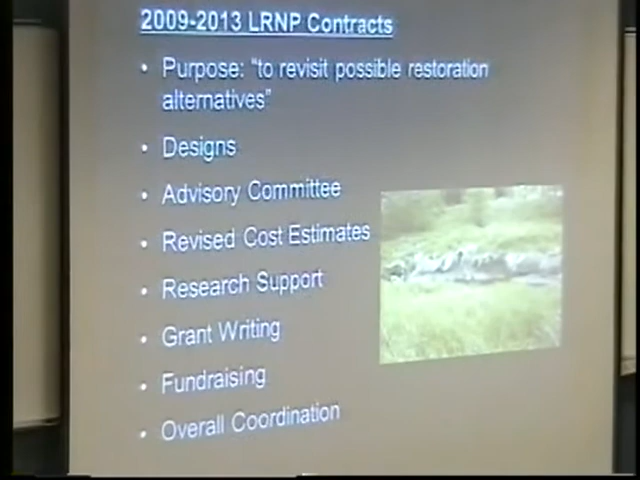 2009-2013 LRNP Contracts
• Purpose: "to revisit possible restoration
alternatives"
• Designs
• Advisory Committee
• Revised Cost Estimates
• Research Support
• Grant Writing
• Fundraising
• Overall Coordination